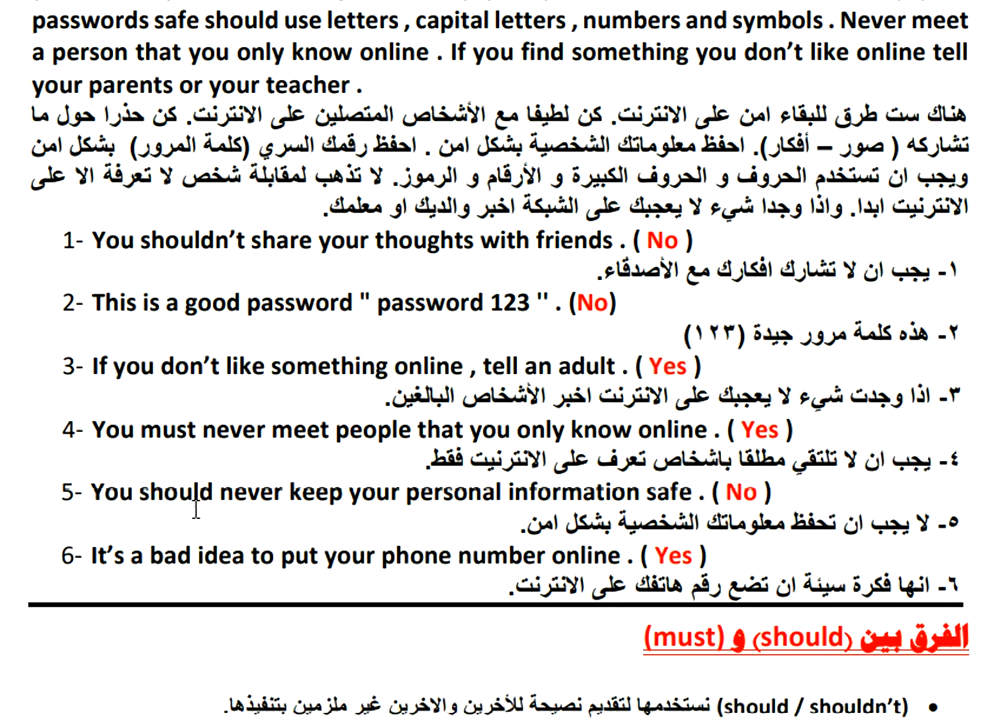 passwords safe should use letters , capital letters , numbers and symbols . Never meet
a person that you only know online . If you find something you don’t like online tell
your parents or your teacher .
هناك ست طرق للبقاء امن على الانترنت. كن لطيفا مع الأشخاص المتصلين على الانترنت. كن حذرا حول ما
تشاركه ( صور – أفكار). احفظ معلوماتك الشخصية بشكل امن . احفظ رقمك السري (كلمة المرور) بشكل امن
ويجب ان تستخدم الحروف و الحروف الكبيرة و الأرقام و الرموز. لا تذهب لمقابلة شخص لا تعرفة الا على
الانترنيت ابدا. واذا وجدا شيء لا يعجبك على الشبكة اخبر والديك او معلمك.
1- You shouldn’t share your thoughts with friends . ( No )
١- يجب ان لا تشارك افكارك مع الأصدقاء.
2- This is a good password " password 123 '' . (No)
٢- هذه كلمة مرور جيدة (١٢٣)
3- If you don’t like something online , tell an adult . ( Yes )
٣- اذا وجدت شيء لا يعجبك على الانترنت اخبر الأشخاص البالغين.
4- You must never meet people that you only know online . ( Yes )
٤- يجب ان لا تلتقي مطلقا باشخاص تعرف على الانترنيت فقط.
5- You should never keep your personal information safe . ( No )
٥- لا يجب ان تحفظ معلوماتك الشخصية بشكل امن.
6- It’s a bad idea to put your phone number online . ( Yes )
٦- انها فكرة سيئة ان تضع رقم هاتفك على الانترنت.
الفرق بين (should) و (must)
• (should / shouldn’t) نستخدمها لتقديم نصيحة للأخرين والاخرين غير ملزمين بتنفيذها.